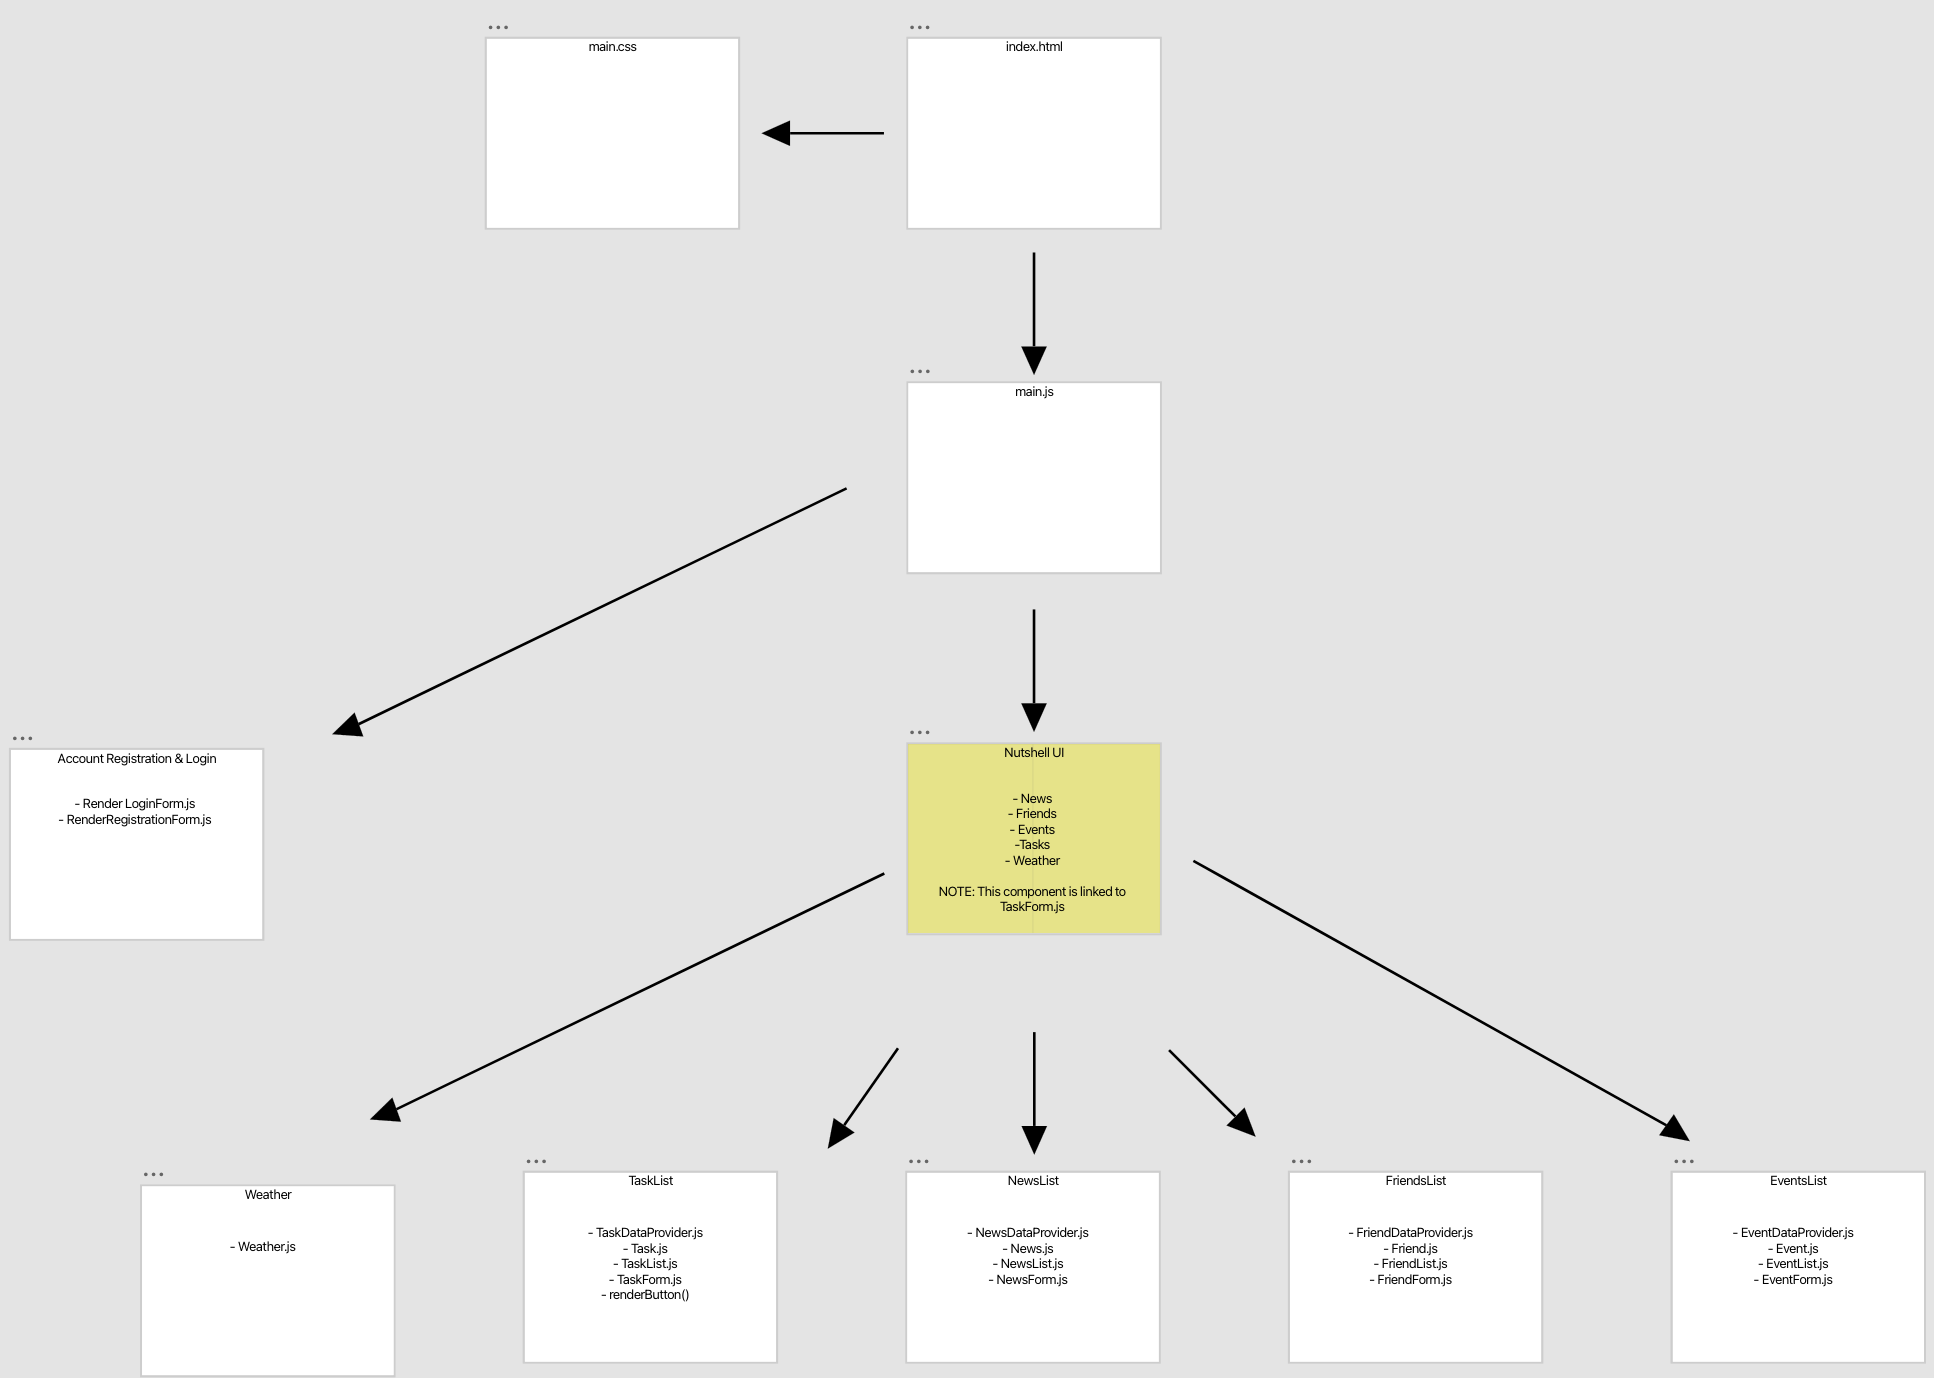 main.css
index.html
main.js
Account Registration & Login
- Render LoginForm.js
- RenderRegistrationForm.js
Nutshell UI
- News
- Friends
- Events
-Tasks
- Weather
NOTE: This component is linked to
TaskForm.js
Weather
- Weather.js
TaskList
- TaskDataProvider.js
- Task.js
- TaskList.js
- TaskForm.js
- renderButton()
NewsList
- NewsDataProvider.js
- News.js
- NewsList.js
- NewsForm.js
FriendsList
- FriendDataProvider.js
- Friend.js
- FriendList.js
- FriendForm.js
EventsList
- EventDataProvider.js
- Event.js
- EventList.js
- EventForm.js